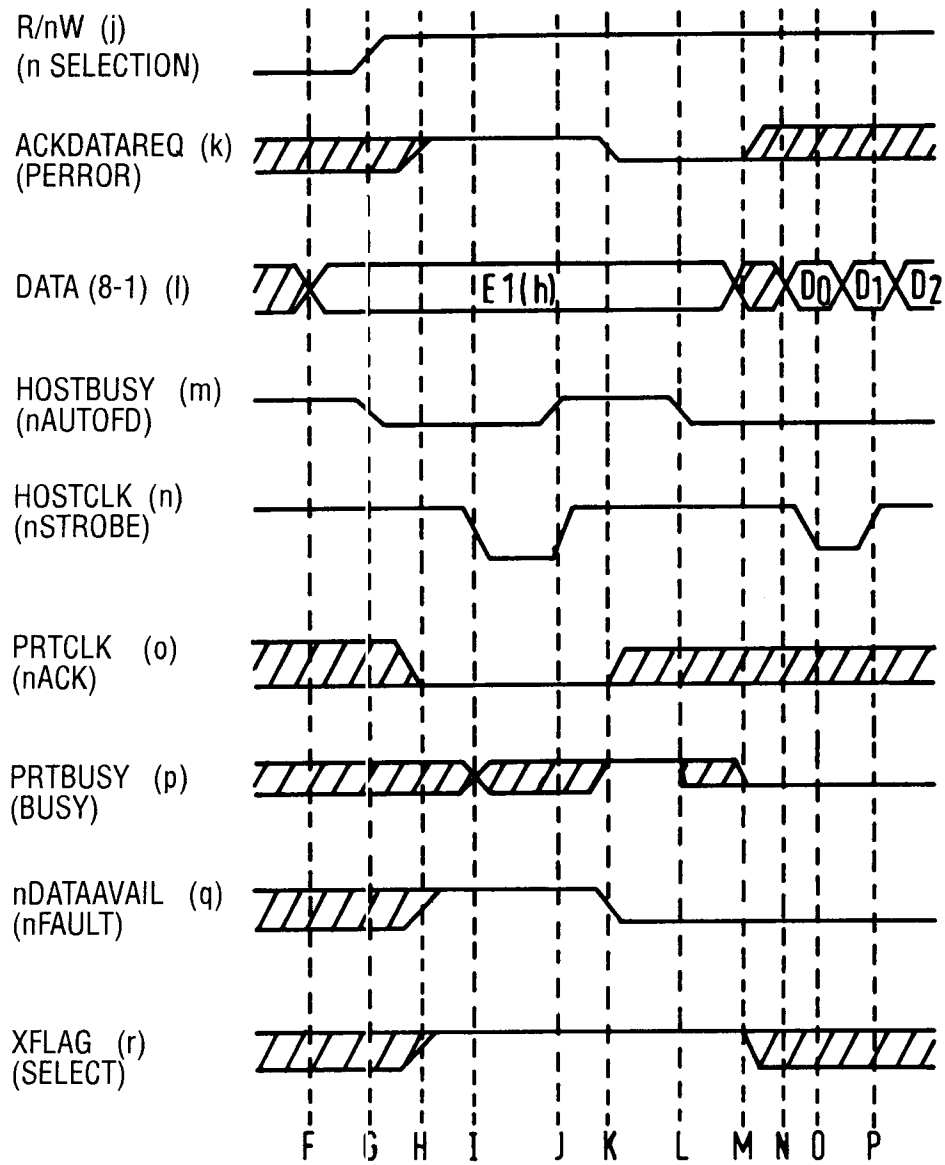 R/nW (j)
(n SELECTION)
ACKDATAREQ (k)
(PERROR)
DATA (8-1) (l)
E1(h)
D0
D1
D2
HOSTBUSY (m)
(nAUTOFD)
HOSTCLK (n)
(nSTROBE)
PRTCLK (o)
(nACK)
PRTBUSY (p)
(BUSY)
nDATAAVAIL (q)
(nFAULT)
XFLAG (r)
(SELECT)
F G H I J K L M N O P